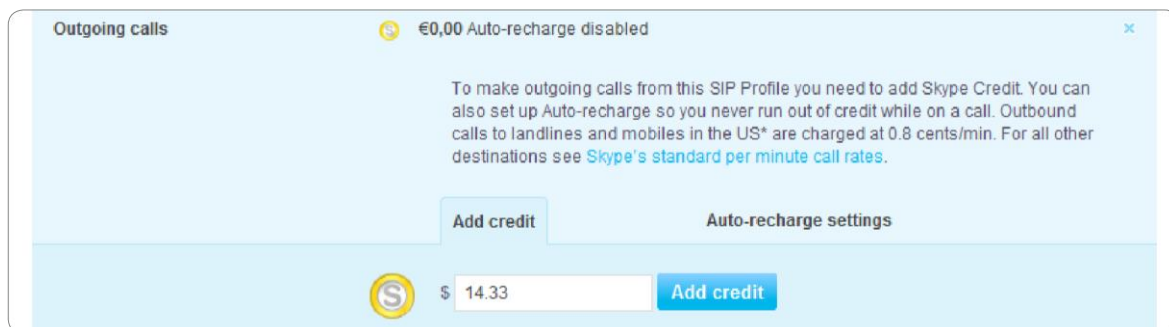 Outgoing calls
€0,00 Auto-recharge disabled
To make outgoing calls from this SIP Profile you need to add Skype Credit. You can
also set up Auto-recharge so you never run out of credit while on a call. Outbound
calls to landlines and mobiles in the US* are charged at 0.8 cents/min. For all other
destinations see Skype's standard per minute call rates.
Add credit
Auto-recharge settings
$ 14.33 Add credit